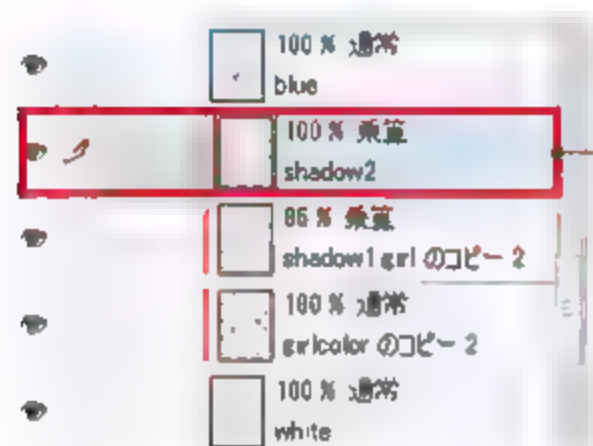 100 % 通常
blue
100 % 乗算
shadow2
86 % 乗算
shadow1 girl のコピー 2
100 % 通常
girlcolor のコピー 2
100 % 通常
white